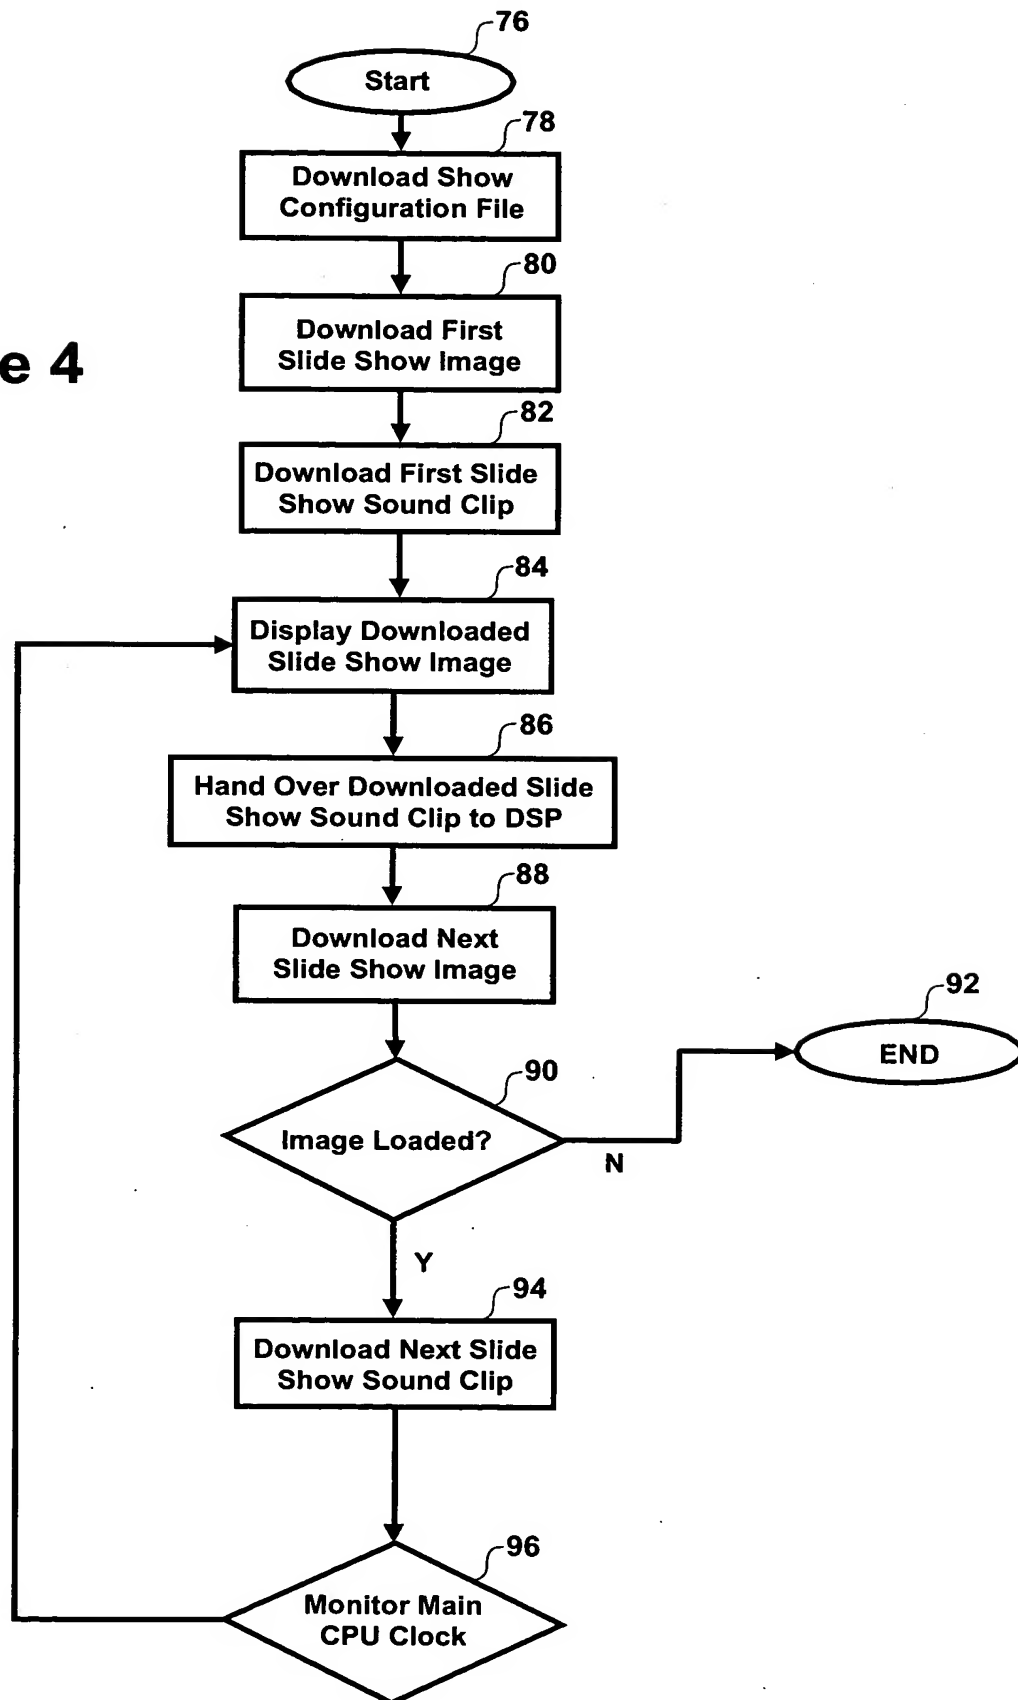 76
Start
78
Download Show
Configuration File
80
Download First
Slide Show Image
e 4
82
Download First Slide
Show Sound Clip
84
Display Downloaded
Slide Show Image
86
Hand Over Downloaded Slide
Show Sound Clip to DSP
88
Download Next
Slide Show Image
92
END
90
Image Loaded?
N
Y
94
Download Next Slide
Show Sound Clip
96
Monitor Main
CPU Clock